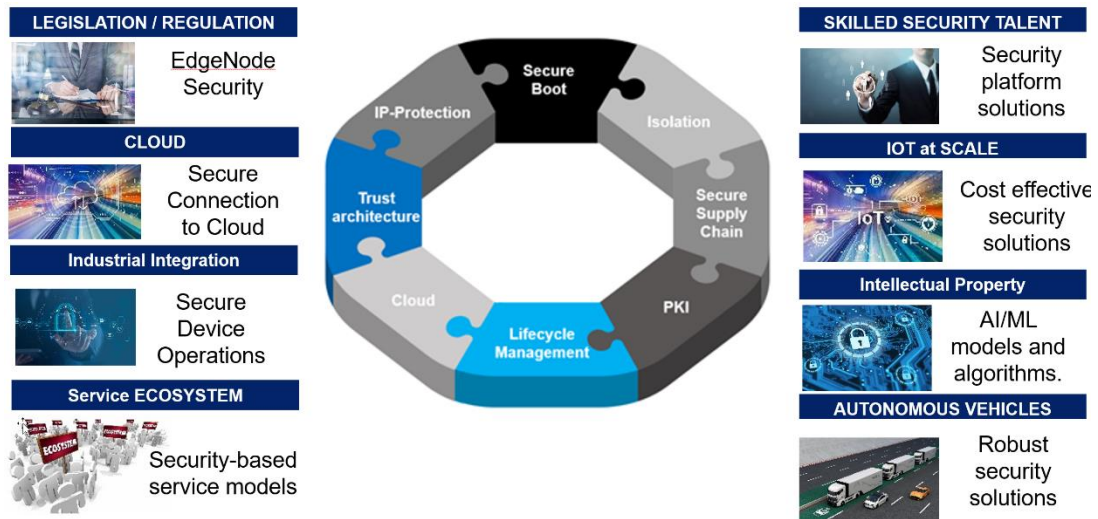 LEGISLATION / REGULATION
EdgeNode
Security
CLOUD
Secure
Connection
to Cloud
Industrial Integration
Secure
Device
Operations
Service ECOSYSTEM
ECOSYSTEM
Security-based
service models
Secure
Boot
IP-Protection
Isolation
Trust
architecture
Secure
Supply
Chain
Cloud
PKI
Lifecycle
Management
SKILLED SECURITY TALENT
Security
platform
solutions
IOT at SCALE
IoT
Cost effective
security
solutions
Intellectual Property
AI/ML
models and
algorithms.
AUTONOMOUS VEHICLES
Robust
security
solutions